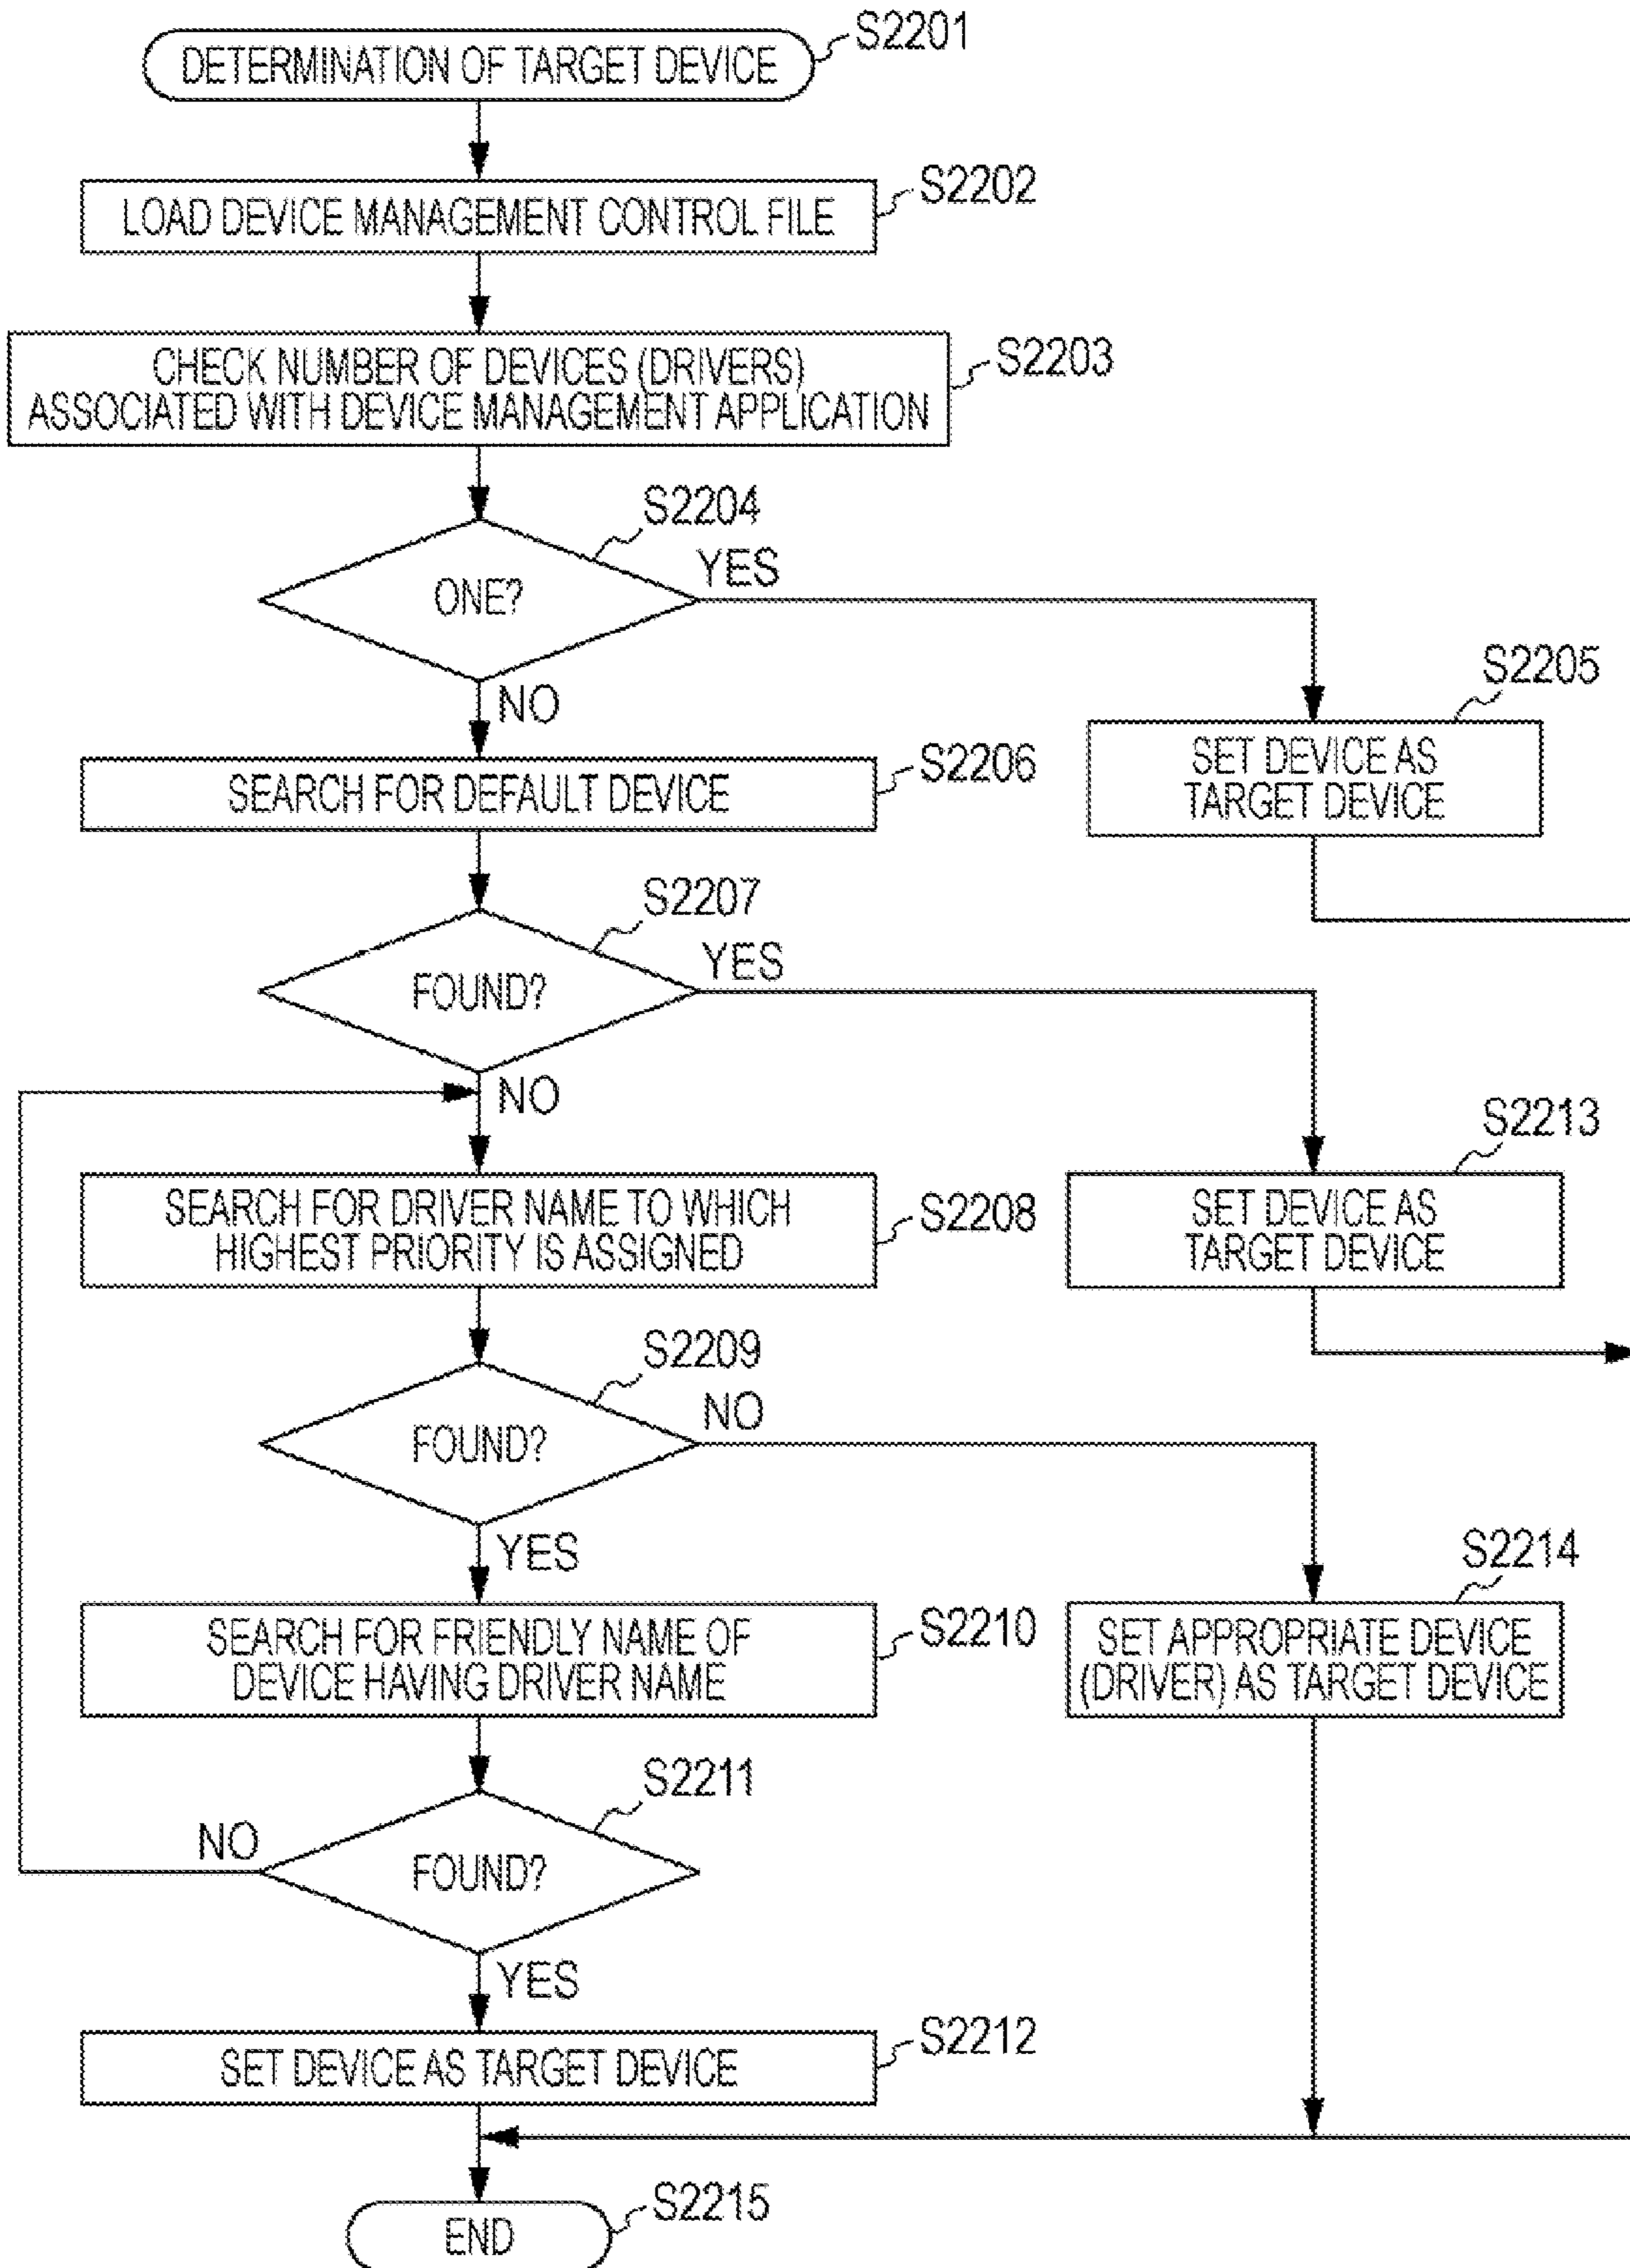 S2201
DETERMINATION OF TARGET DEVICE
S2202
LOAD DEVICE MANAGEMENT CONTROL FILE
S2203
CHECK NUMBER OF DEVICES (DRIVERS)
ASSOCIATED WITH DEVICE MANAGEMENT APPLICATION
S2204
ONE?
YES
NO
S2205
SET DEVICE AS
TARGET DEVICE
S2206
SEARCH FOR DEFAULT DEVICE
S2207
FOUND?
YES
NO
S2213
SET DEVICE AS
TARGET DEVICE
S2208
SEARCH FOR DRIVER NAME TO WHICH
HIGHEST PRIORITY IS ASSIGNED
S2209
FOUND?
NO
YES
S2214
SET APPROPRIATE DEVICE
(DRIVER) AS TARGET DEVICE
S2210
SEARCH FOR FRIENDLY NAME OF
DEVICE HAVING DRIVER NAME
S2211
FOUND?
NO
YES
S2212
SET DEVICE AS TARGET DEVICE
S2215
END